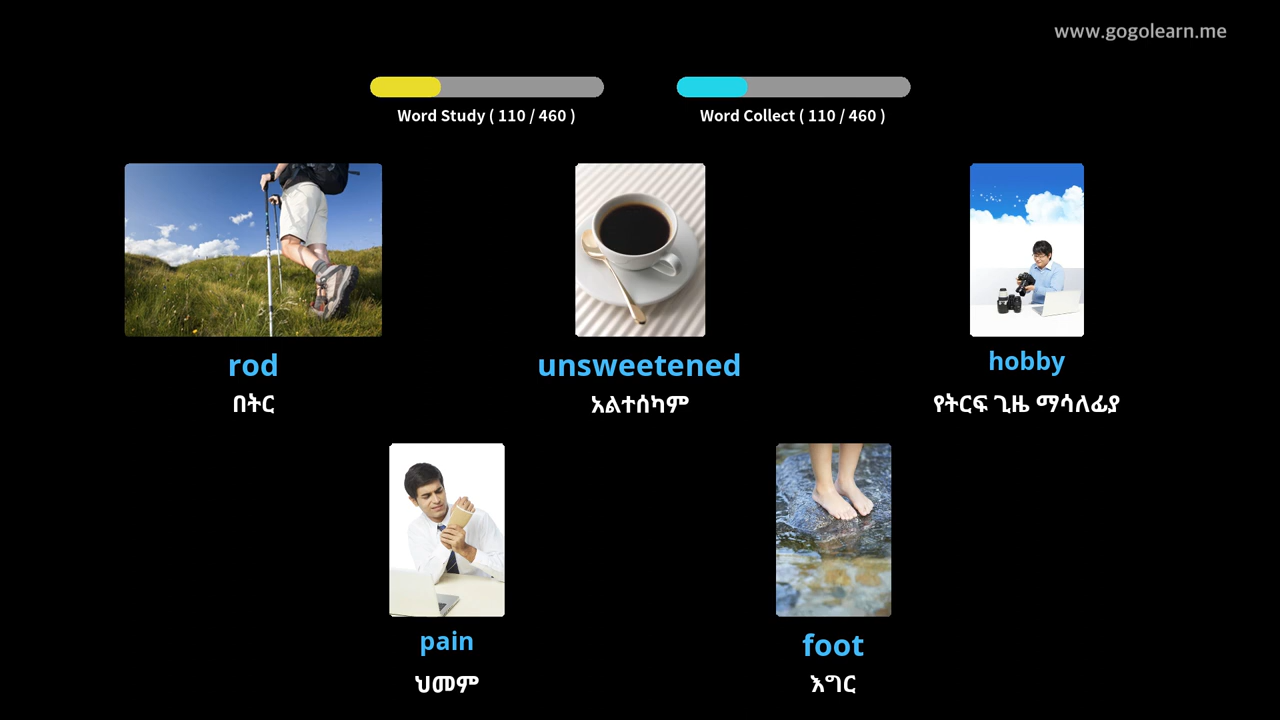 www.gogolearn.me
Word Study ( 110 / 460 )
Word Collect ( 110 / 460 )
rod
በትር
unsweetened
አልተሰካም
hobby
የትርፍ ጊዜ ማሳለፊያ
pain
ህመም
foot
እግር